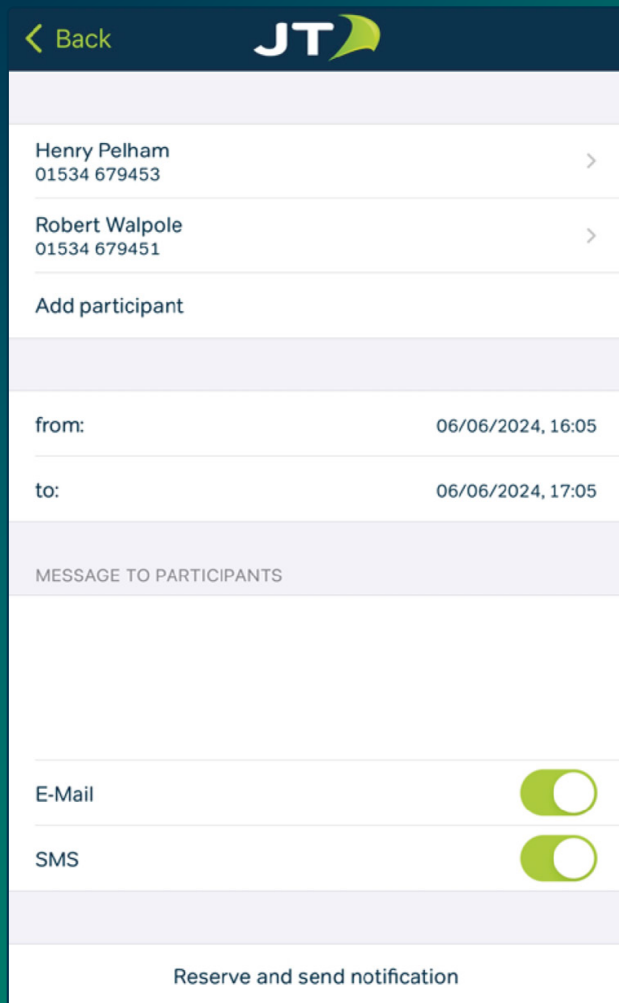 Back
JT
Henry Pelham
01534 679453
Robert Walpole
01534 679451
Add participant
from: 06/06/2024, 16:05
to: 06/06/2024, 17:05
MESSAGE TO PARTICIPANTS
E-Mail
SMS
Reserve and send notification